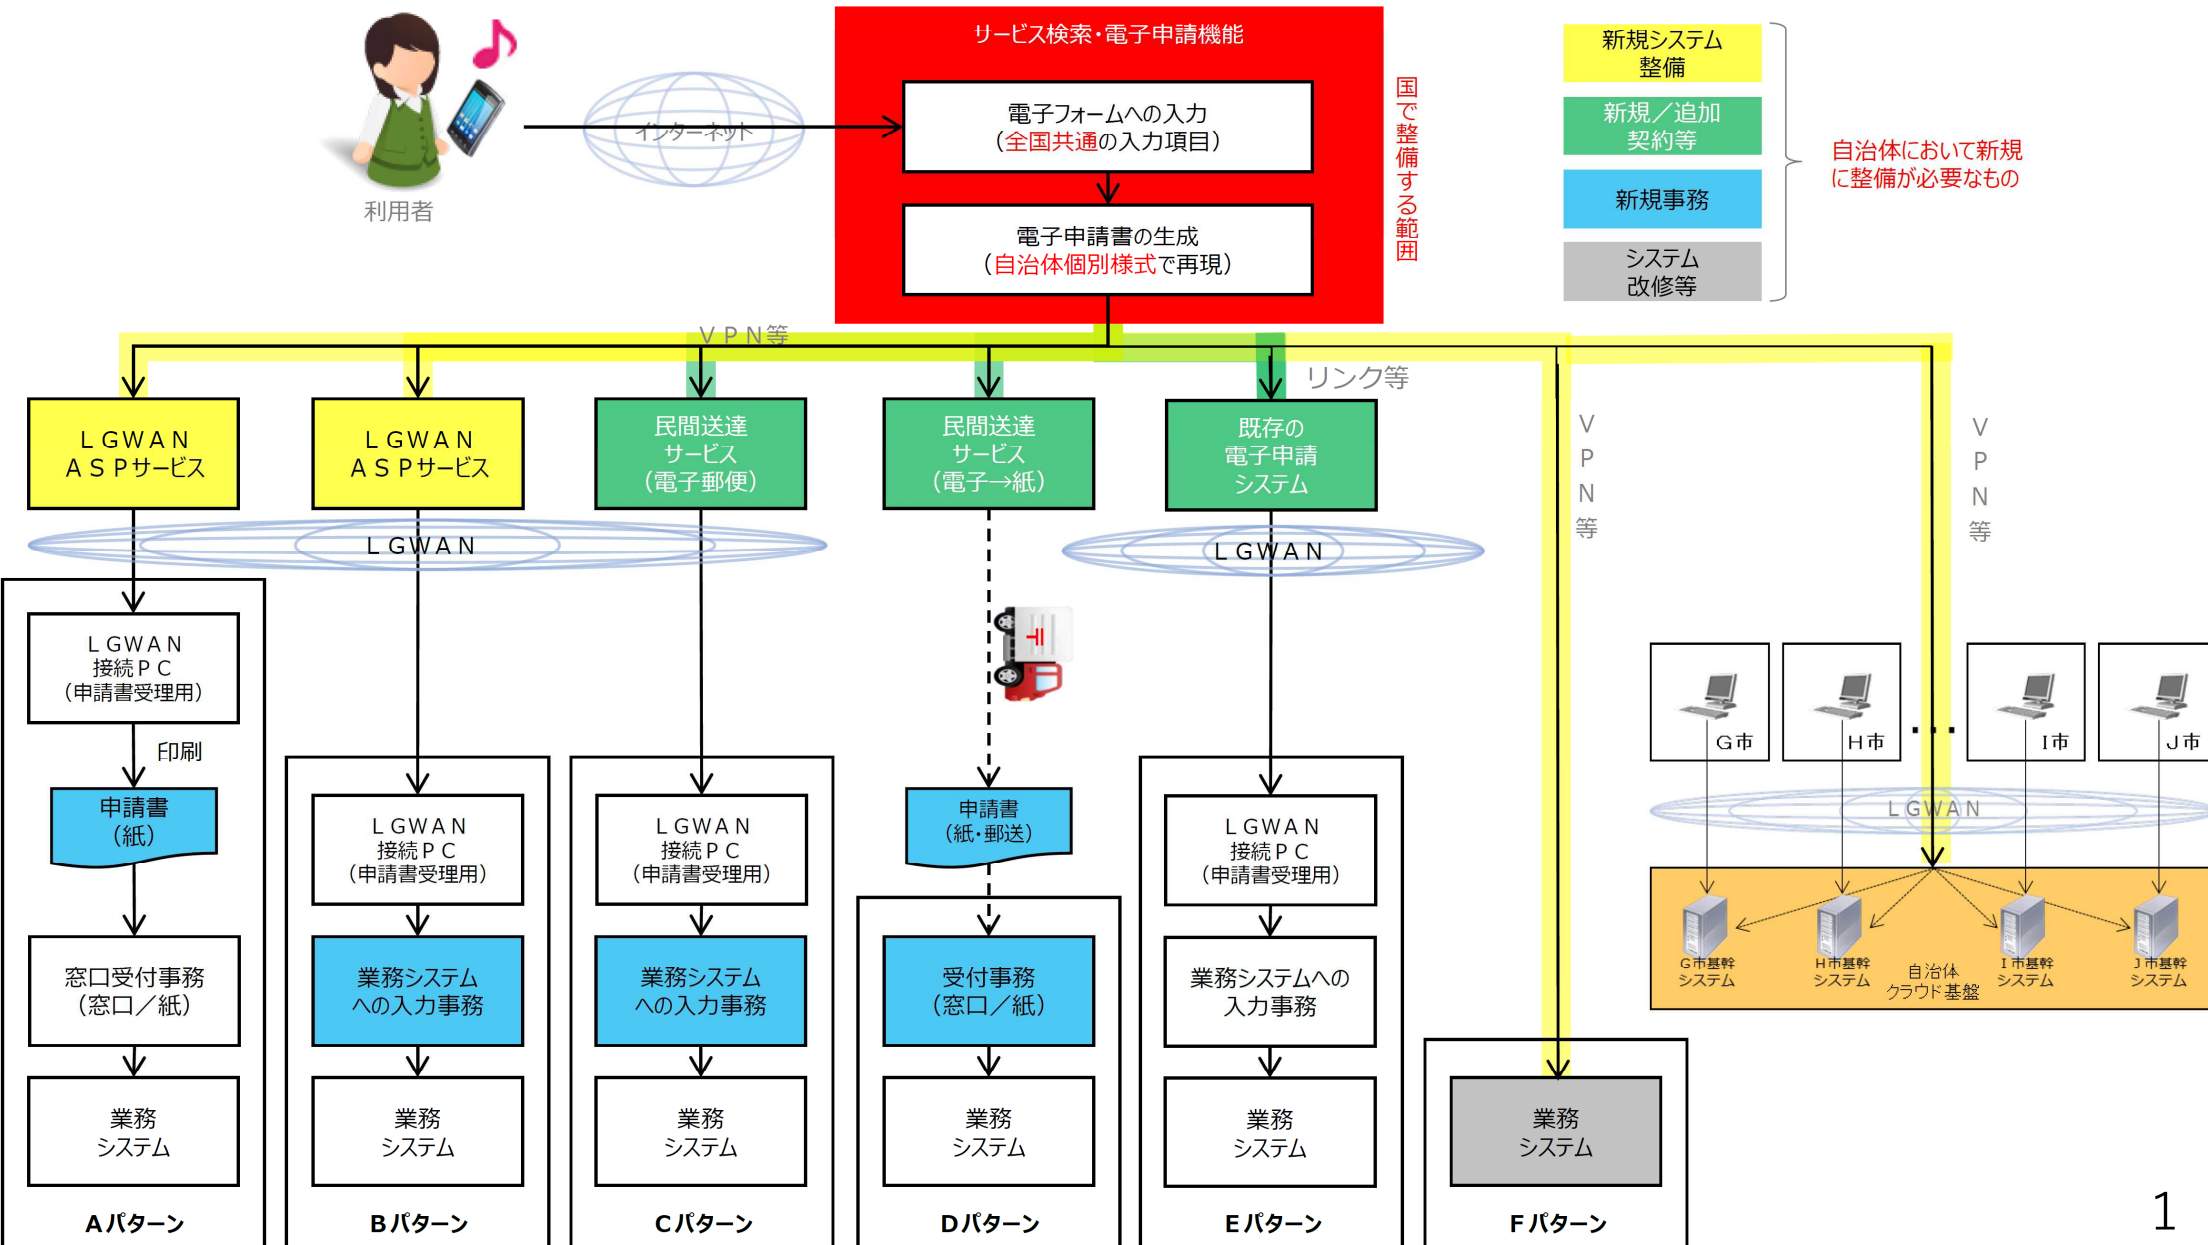 サービス検索・電子申請機能
電子フォームへの入力
（全国共通の入力項目）
電子申請書の生成
（自治体個別様式で再現）
国で整備する範囲
インターネット
利用者
新規システム
整備
新規／追加
契約等
新規事務
システム
改修等
自治体において新規
に整備が必要なもの
ＶＰＮ等
リンク等
ＶＰＮ等
ＶＰＮ等
ＬＧＷＡＮ
ＡＳＰサービス
ＬＧＷＡＮ
ＡＳＰサービス
民間送達
サービス
（電子郵便）
民間送達
サービス
（電子→紙）
既存の
電子申請
システム
ＬＧＷＡＮ
ＬＧＷＡＮ
ＬＧＷＡＮ
接続ＰＣ
（申請書受理用）
印刷
申請書
（紙）
窓口受付事務
（窓口／紙）
業務
システム
Ａパターン
ＬＧＷＡＮ
接続ＰＣ
（申請書受理用）
業務システム
への入力事務
業務
システム
Ｂパターン
ＬＧＷＡＮ
接続ＰＣ
（申請書受理用）
業務システム
への入力事務
業務
システム
Ｃパターン
〒
申請書
（紙・郵送）
受付事務
（窓口／紙）
業務
システム
Ｄパターン
ＬＧＷＡＮ
接続ＰＣ
（申請書受理用）
業務システムへの
入力事務
業務
システム
Ｅパターン
業務
システム
Ｆパターン
Ｇ市
Ｈ市
…
Ｉ市
Ｊ市
ＬＧＷＡＮ
Ｇ市基幹
システム
Ｈ市基幹
システム
自治体
クラウド基盤
Ｉ市基幹
システム
Ｊ市基幹
システム
1